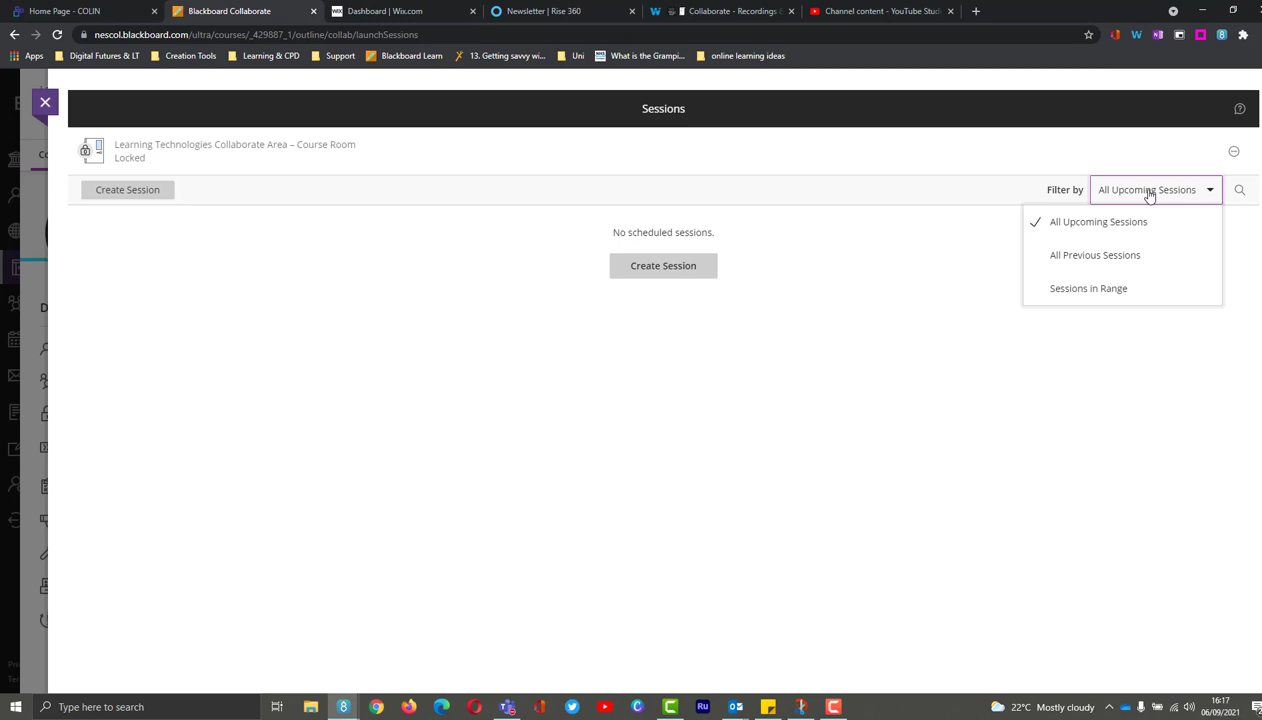 Home Page - COLIN
Blackboard Collaborate
Dashboard | Wix.com
Newsletter | Rise 360
Collaborate - Recordings &
Channel content - YouTube Studi
nescol.blackboard.com/ultra/courses/_429887_1/outline/collab/launchSessions
Apps
Digital Futures & LT
Creation Tools
Learning & CPD
Support
Blackboard Learn
13. Getting savvy wi...
Uni
What is the Grampi...
online learning ideas
Sessions
Learning Technologies Collaborate Area – Course Room
Locked
Create Session
Filter by
All Upcoming Sessions
All Upcoming Sessions
All Previous Sessions
Sessions in Range
No scheduled sessions.
Create Session
Type here to search
22°C Mostly cloudy
16:17
06/09/2021